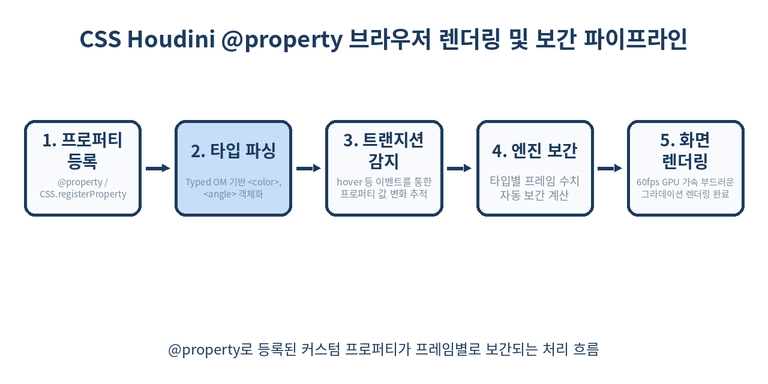 CSS Houdini @property 브라우저 렌더링 및 보간 파이프라인
1. 프로퍼티
등록
@property /
CSS.registerProperty
2. 타입 파싱
Typed OM 기반 <color>,
<angle> 객체화
3. 트랜지션
감지
hover 등 이벤트를 통한
프로퍼티 값 변화 추적
4. 엔진 보간
타입별 프레임 수치
자동 보간 계산
5. 화면
렌더링
60fps GPU 가속 부드러운
그라데이션 렌더링 완료
@property로 등록된 커스텀 프로퍼티가 프레임별로 보간되는 처리 흐름